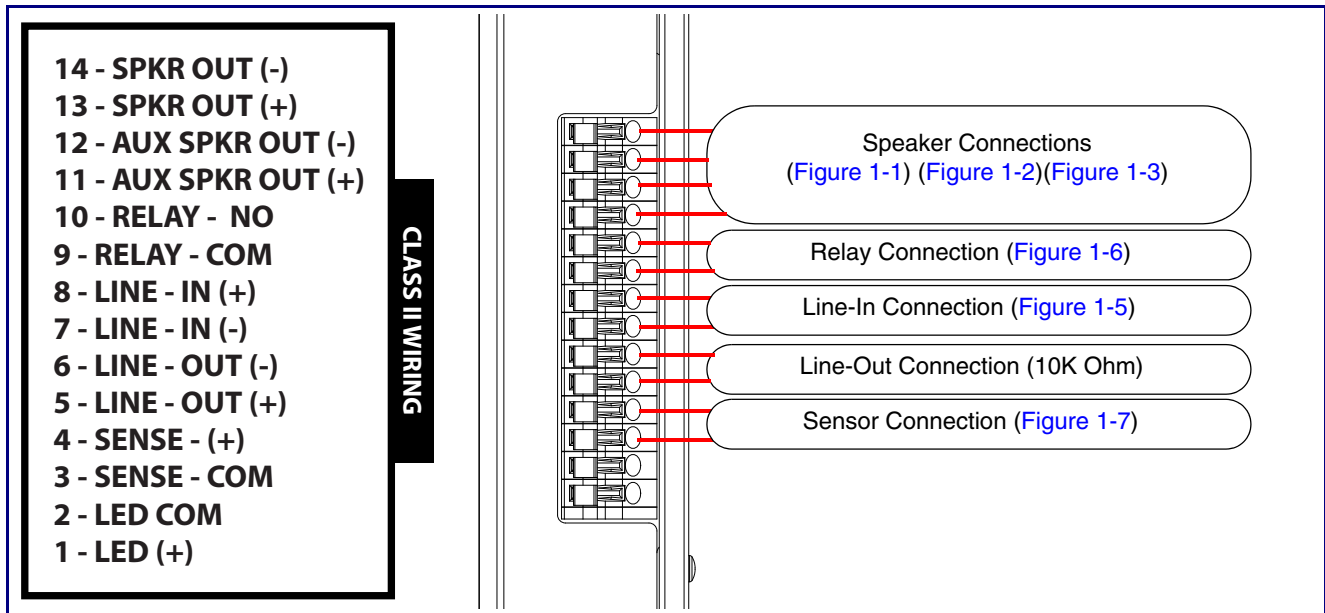 14 - SPKR OUT (-)
13 - SPKR OUT (+)
12 - AUX SPKR OUT (-)
11 - AUX SPKR OUT (+)
10 - RELAY -  NO
9 - RELAY - COM
8 - LINE - IN (+)
7 - LINE - IN (-)
6 - LINE - OUT (-)
5 - LINE - OUT (+)
4 - SENSE - (+)
3 - SENSE - COM
2 - LED COM
1 - LED (+)
CLASS II WIRING
Speaker Connections
(Figure 1-1) (Figure 1-2)(Figure 1-3)
Relay Connection (Figure 1-6)
Line-In Connection (Figure 1-5)
Line-Out Connection (10K Ohm)
Sensor Connection (Figure 1-7)